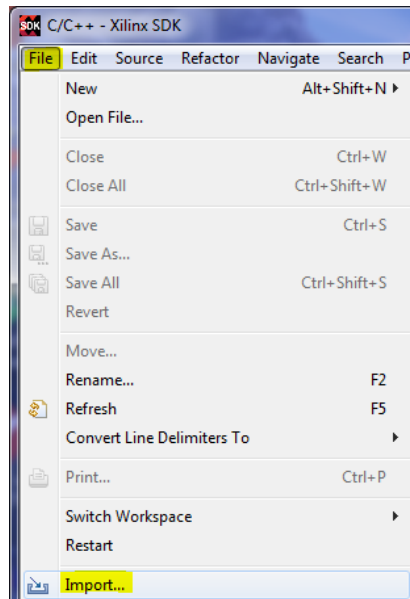 SDK C/C++ - Xilinx SDK
File Edit Source Refactor Navigate Search P
New Alt+Shift+N
Open File...
Close Ctrl+W
Close All Ctrl+Shift+W
Save Ctrl+S
Save As...
Save All Ctrl+Shift+S
Revert
Move...
Rename... F2
Refresh F5
Convert Line Delimiters To
Print... Ctrl+P
Switch Workspace
Restart
Import...